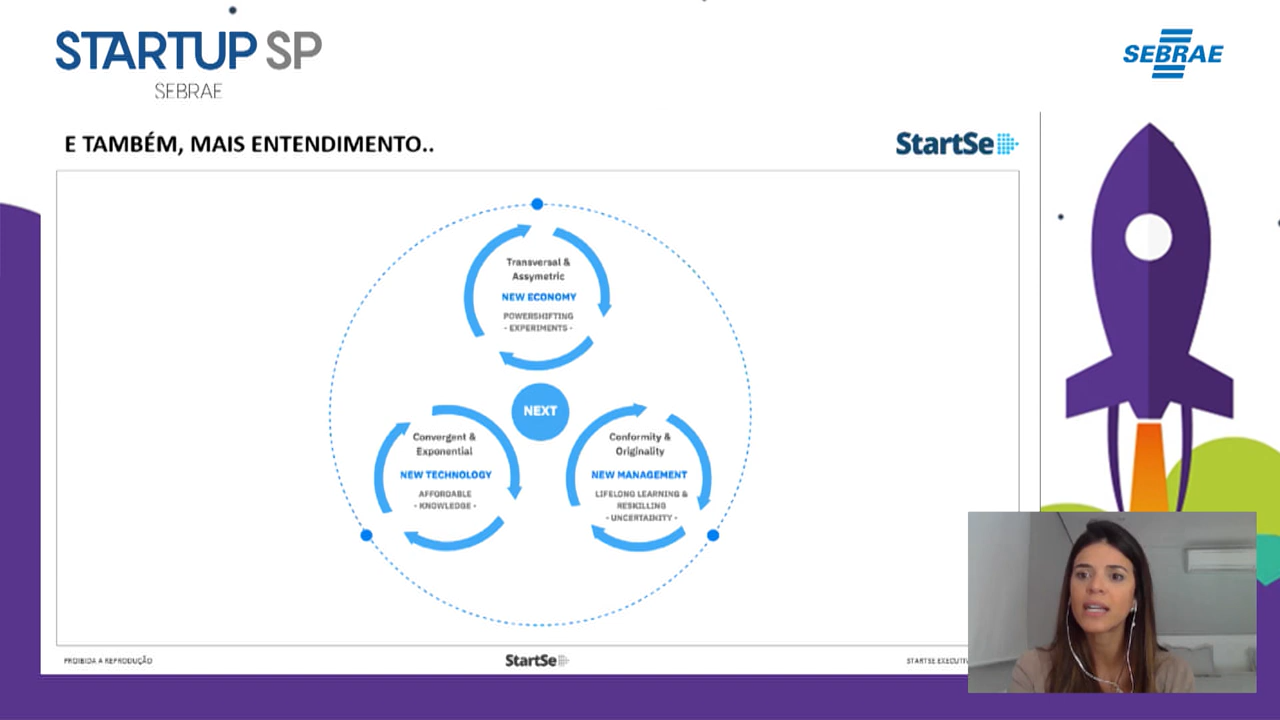 STARTUP SP
SEBRAE
SEBRAE
E TAMBÉM, MAIS ENTENDIMENTO..
StartSe
Transversal &
Assymetric
NEW ECONOMY
POWERSHIFTING
- EXPERIMENTS -
NEXT
Convergent &
Exponential
NEW TECHNOLOGY
AFFORDABLE
- KNOWLEDGE -
Conformity &
Originality
NEW MANAGEMENT
LIFELONG LEARNING &
RESKILLING
- UNCERTAINITY -
PROIBIDA A REPRODUÇÃO
StartSe
STARTSE